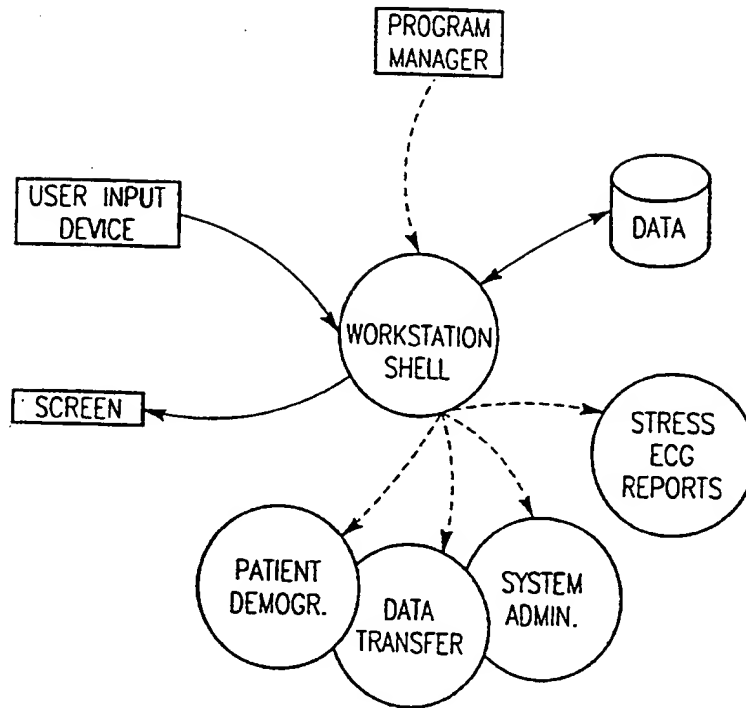 PROGRAM
MANAGER
USER INPUT
DEVICE
DATA
WORKSTATION
SHELL
SCREEN
STRESS
ECG
REPORTS
PATIENT
DEMOGR.
DATA
TRANSFER
SYSTEM
ADMIN.